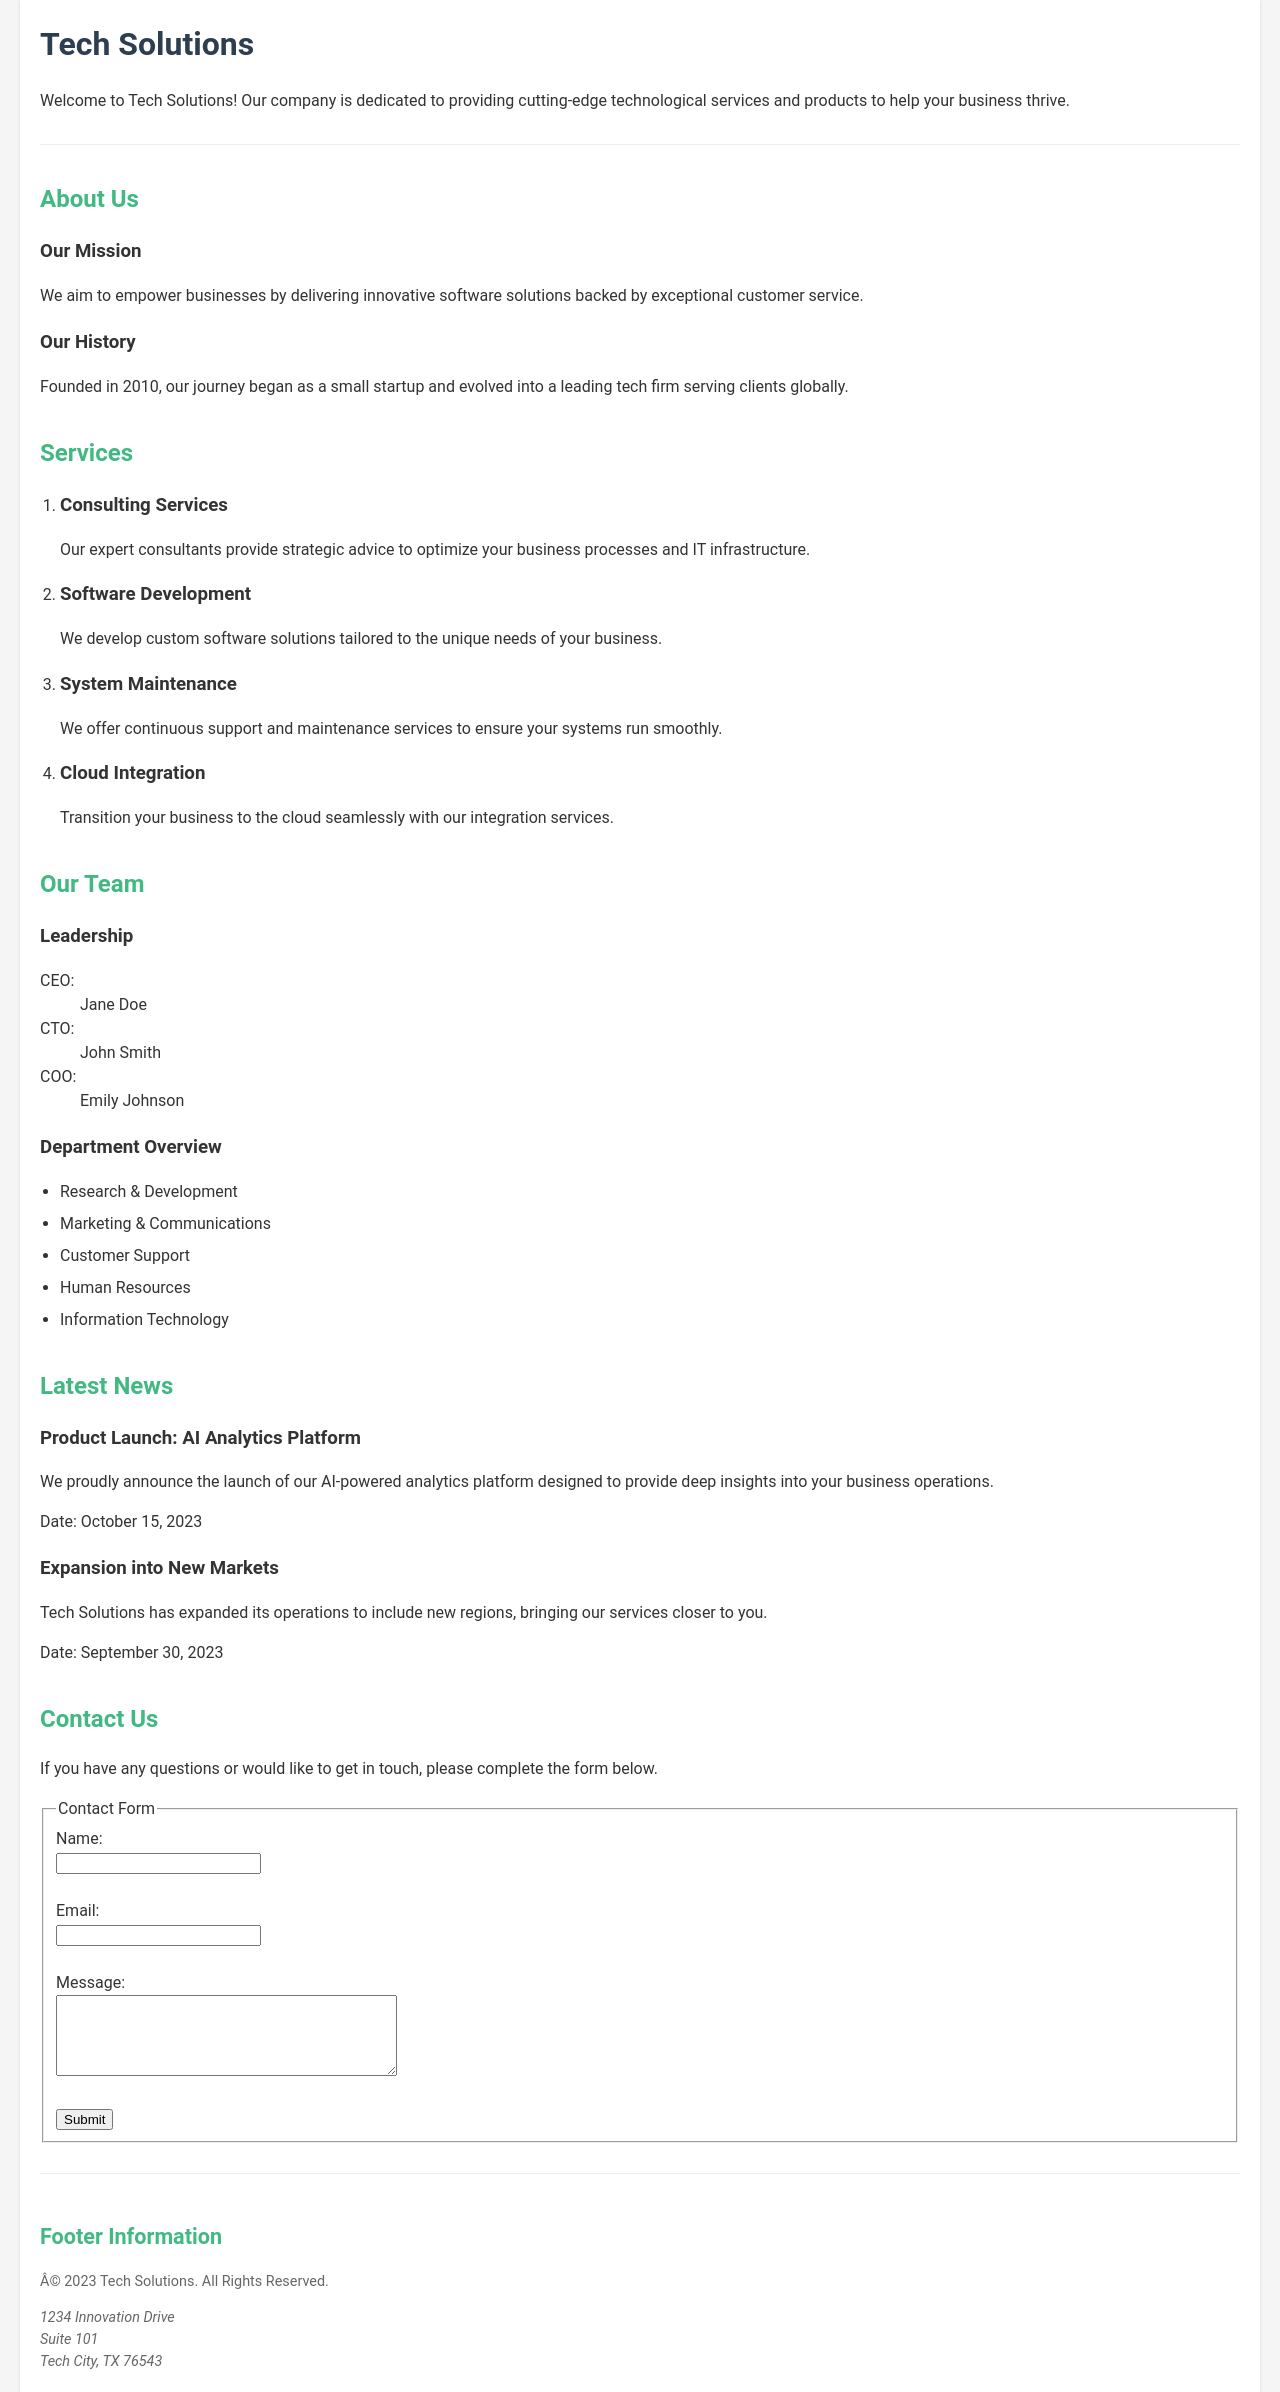 Tech Solutions
Welcome to Tech Solutions! Our company is dedicated to providing cutting-edge technological services and products to help your business thrive.
About Us
Our Mission
We aim to empower businesses by delivering innovative software solutions backed by exceptional customer service.
Our History
Founded in 2010, our journey began as a small startup and evolved into a leading tech firm serving clients globally.
Services
1. Consulting Services
Our expert consultants provide strategic advice to optimize your business processes and IT infrastructure.
2. Software Development
We develop custom software solutions tailored to the unique needs of your business.
3. System Maintenance
We offer continuous support and maintenance services to ensure your systems run smoothly.
4. Cloud Integration
Transition your business to the cloud seamlessly with our integration services.
Our Team
Leadership
CEO:
Jane Doe
CTO:
John Smith
COO:
Emily Johnson
Department Overview
• Research & Development
• Marketing & Communications
• Customer Support
• Human Resources
• Information Technology
Latest News
Product Launch: AI Analytics Platform
We proudly announce the launch of our AI-powered analytics platform designed to provide deep insights into your business operations.
Date: October 15, 2023
Expansion into New Markets
Tech Solutions has expanded its operations to include new regions, bringing our services closer to you.
Date: September 30, 2023
Contact Us
If you have any questions or would like to get in touch, please complete the form below.
Contact Form
Name:
Email:
Message:
Submit
Footer Information
Â© 2023 Tech Solutions. All Rights Reserved.
1234 Innovation Drive
Suite 101
Tech City, TX 76543